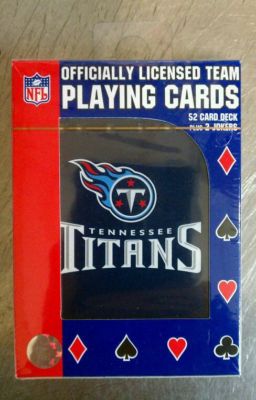 NFL
OFFICIALLY LICENSED TEAM
PLAYING CARDS
52 CARD DECK
PLUS 2 JOKERS
T
TENNESSEE
TITANS